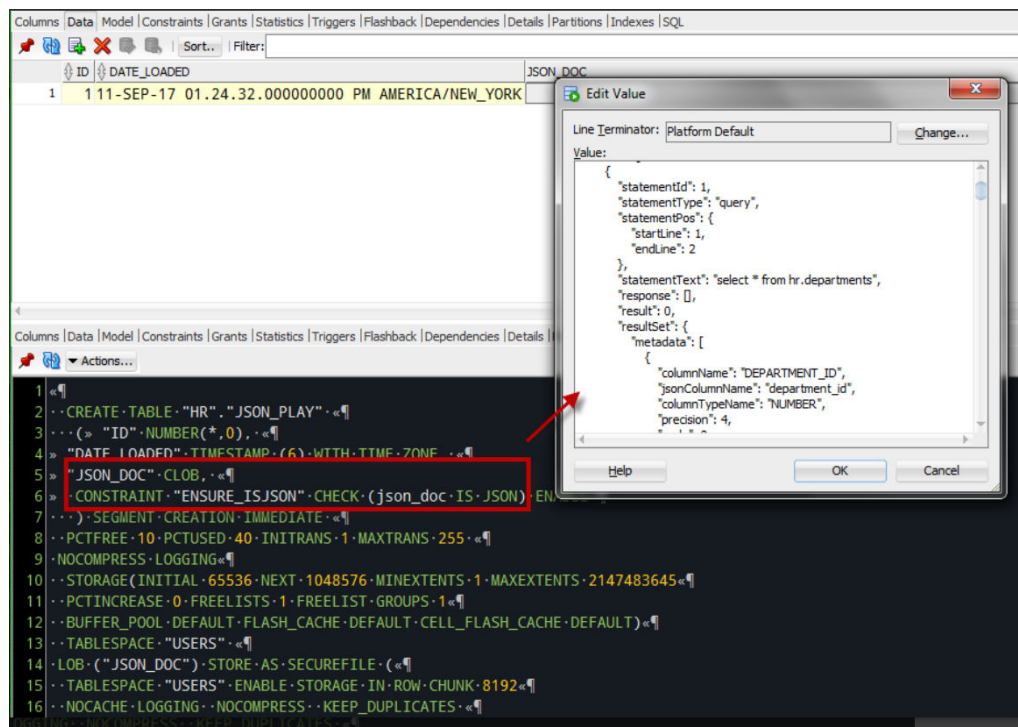 Columns Data Model Constraints Grants Statistics Triggers Flashback Dependencies Details Partitions Indexes SQL
Sort.. Filter:
ID DATE_LOADED JSON_DOC
1 1 11-SEP-17 01.24.32.000000000 PM AMERICA/NEW_YORK
Edit Value
Line Terminator: Platform Default Change...
Value:
{
"statementId": 1,
"statementType": "query",
"statementPos": {
"startLine": 1,
"endLine": 2
},
"statementText": "select * from hr.departments",
"response": [],
"result": 0,
"resultSet": {
"metadata": [
{
"columnName": "DEPARTMENT_ID",
"jsonColumnName": "department_id",
"columnTypeName": "NUMBER",
"precision": 4,
Help OK Cancel
Columns Data Model Constraints Grants Statistics Triggers Flashback Dependencies Details
Actions...
1 «¶
2 ··CREATE·TABLE·"HR"."JSON_PLAY"·«¶
3 ···(» "ID"·NUMBER(*,0),·«¶
4 » "DATE_LOADED"·TIMESTAMP·(6)·WITH·TIME·ZONE·,·«¶
5 » "JSON_DOC"·CLOB,·«¶
6 » ·CONSTRAINT·"ENSURE_ISJSON"·CHECK·(json_doc·IS·JSON)
7 ···)·SEGMENT·CREATION·IMMEDIATE·«¶
8 ··PCTFREE·10·PCTUSED·40·INITRANS·1·MAXTRANS·255·«¶
9 ·NOCOMPRESS·LOGGING«¶
10 ··STORAGE(INITIAL·65536·NEXT·1048576·MINEXTENTS·1·MAXEXTENTS·2147483645«¶
11 ··PCTINCREASE·0·FREELISTS·1·FREELIST·GROUPS·1«¶
12 ··BUFFER_POOL·DEFAULT·FLASH_CACHE·DEFAULT·CELL_FLASH_CACHE·DEFAULT)«¶
13 ··TABLESPACE·"USERS"·«¶
14 ·LOB·("JSON_DOC")·STORE·AS·SECUREFILE·(«¶
15 ··TABLESPACE·"USERS"·ENABLE·STORAGE·IN·ROW·CHUNK·8192«¶
16 ··NOCACHE·LOGGING··NOCOMPRESS··KEEP_DUPLICATES·«¶